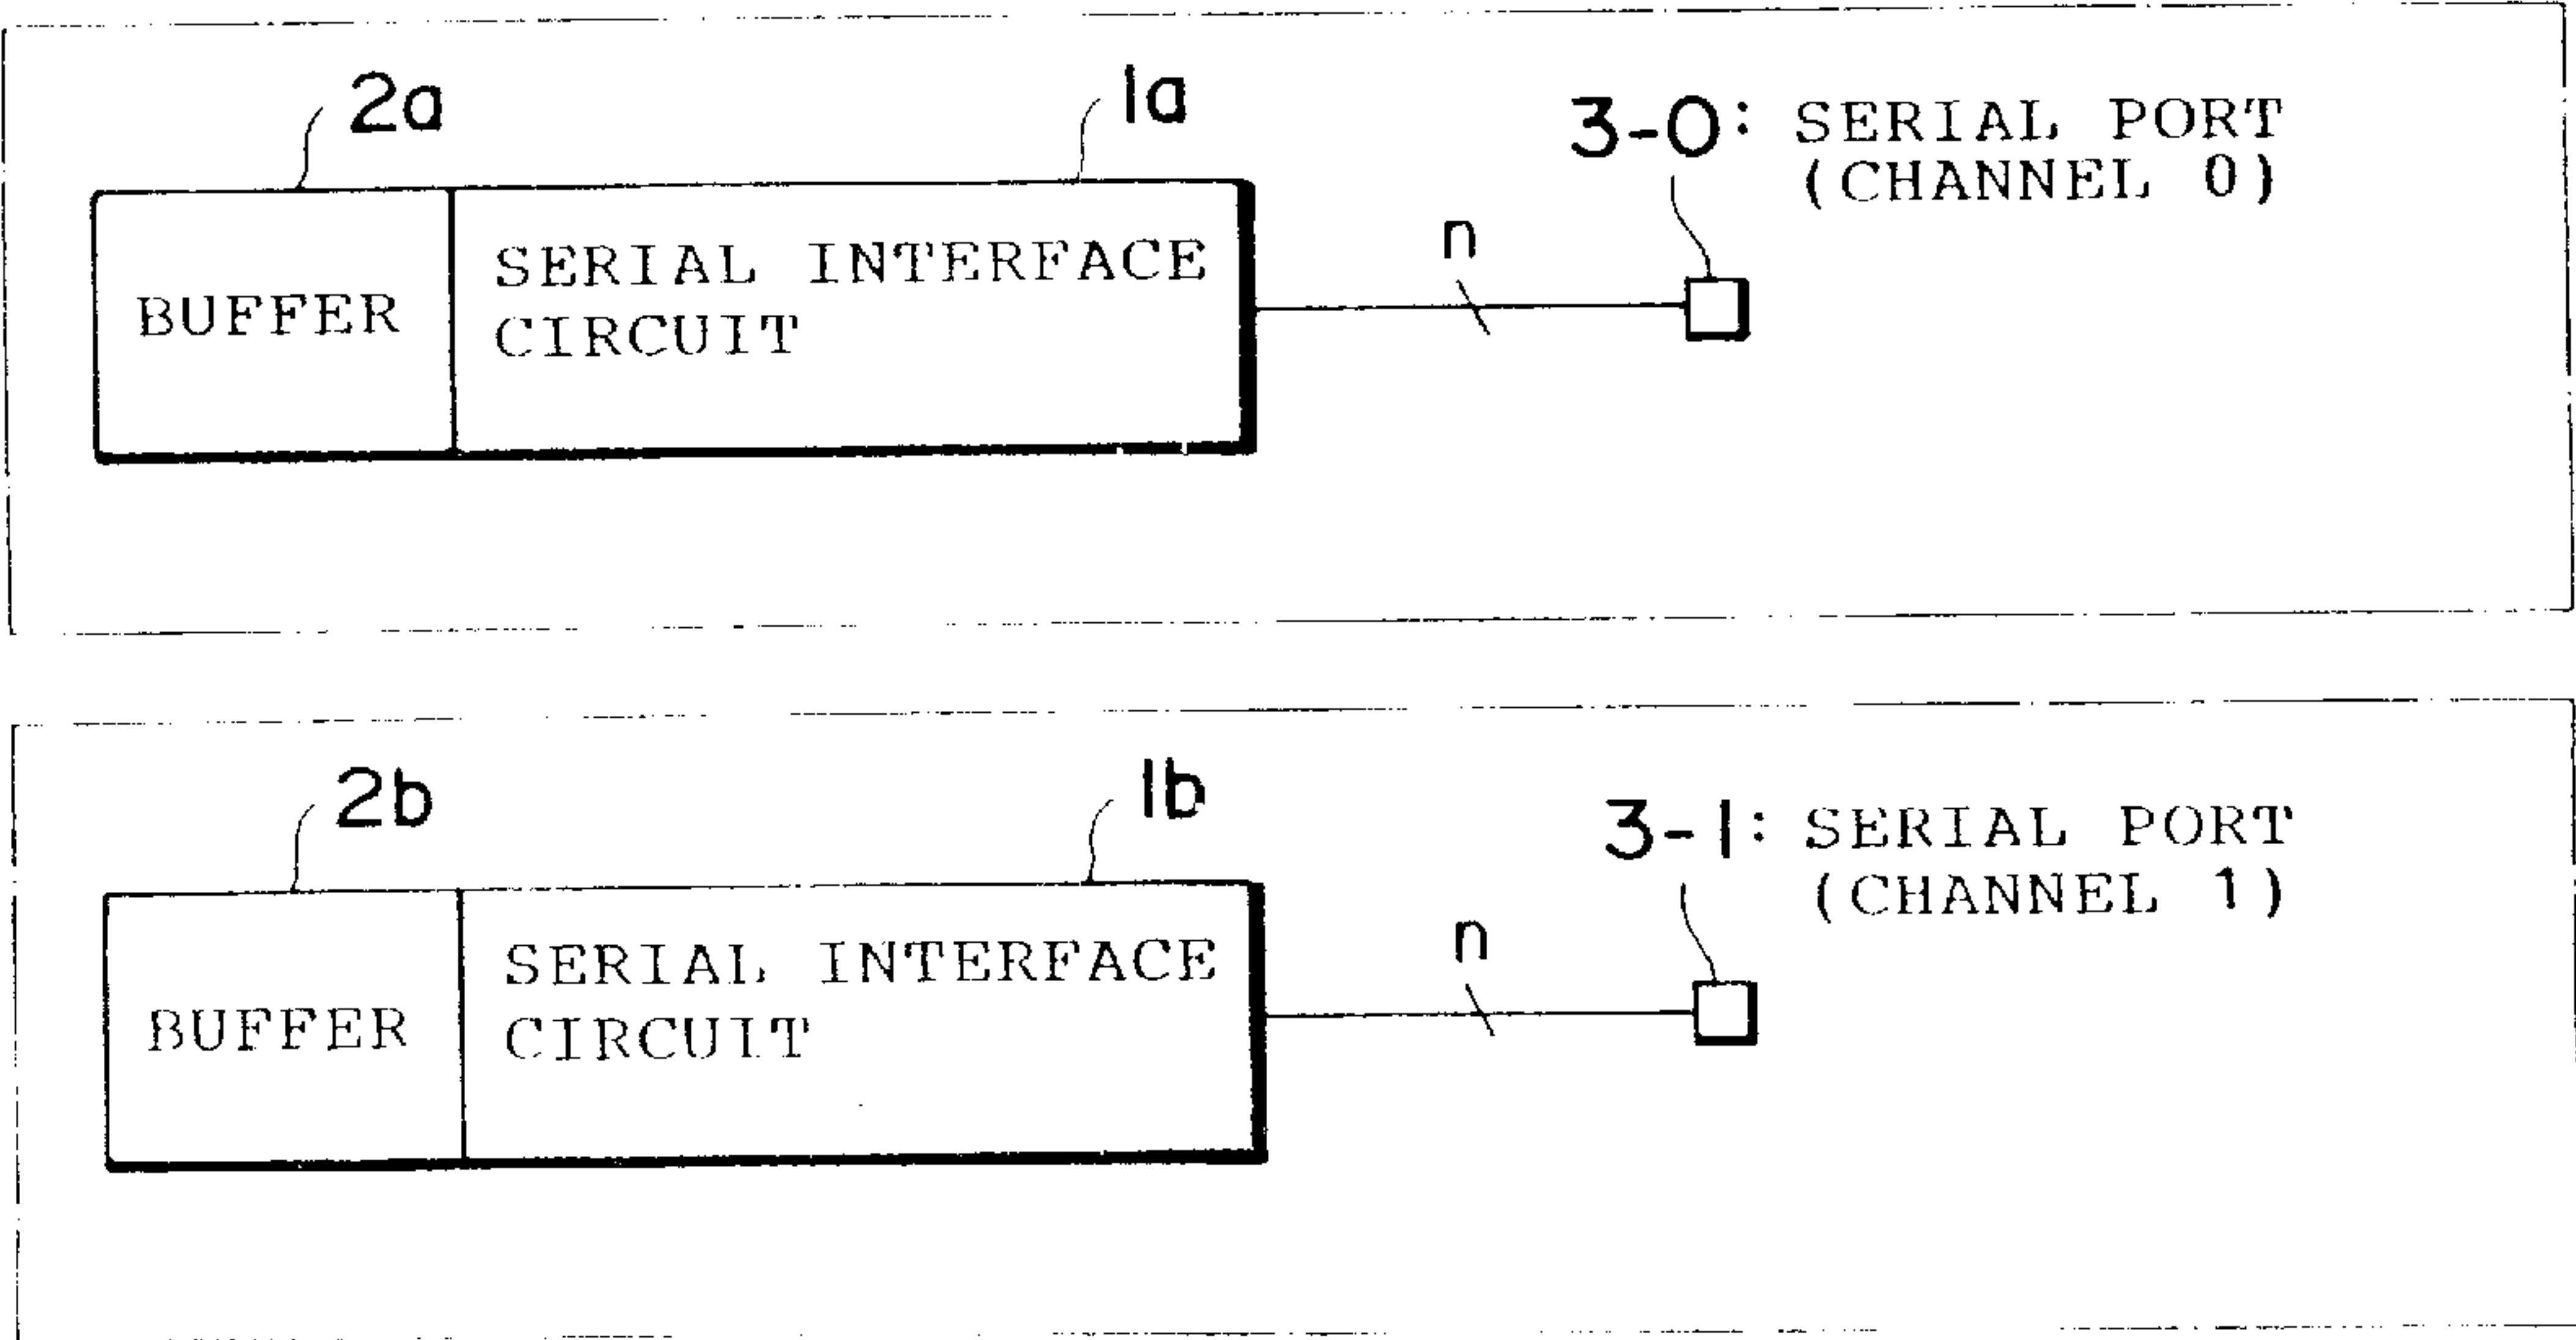 2a
1a
3-0: SERIAL PORT
(CHANNEL 0)
n
BUFFER
SERIAL INTERFACE
CIRCUIT
2b
1b
3-1: SERIAL PORT
(CHANNEL 1)
n
BUFFER
SERIAL INTERFACE
CIRCUIT